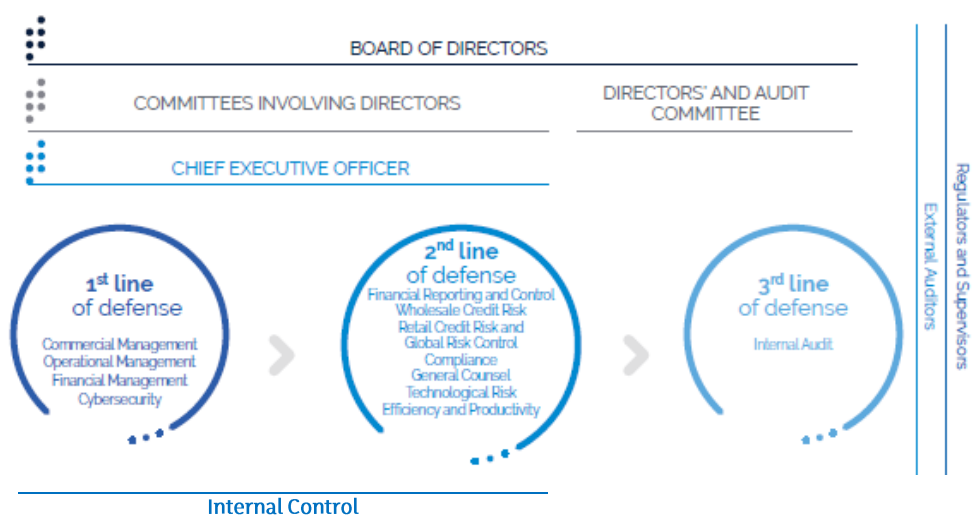 BOARD OF DIRECTORS
COMMITTEES INVOLVING DIRECTORS
DIRECTORS' AND AUDIT
COMMITTEE
CHIEF EXECUTIVE OFFICER
1st line
of defense
Commercial Management
Operational Management
Financial Management
Cybersecurity
2nd line
of defense
Financial Reporting and Control
Wholesale Credit Risk
Retail Credit Risk and
Global Risk Control
Compliance
General Counsel
Technological Risk
Efficiency and Productivity
3rd line
of defense
Internal Audit
External Auditors
Regulators and Supervisors
Internal Control